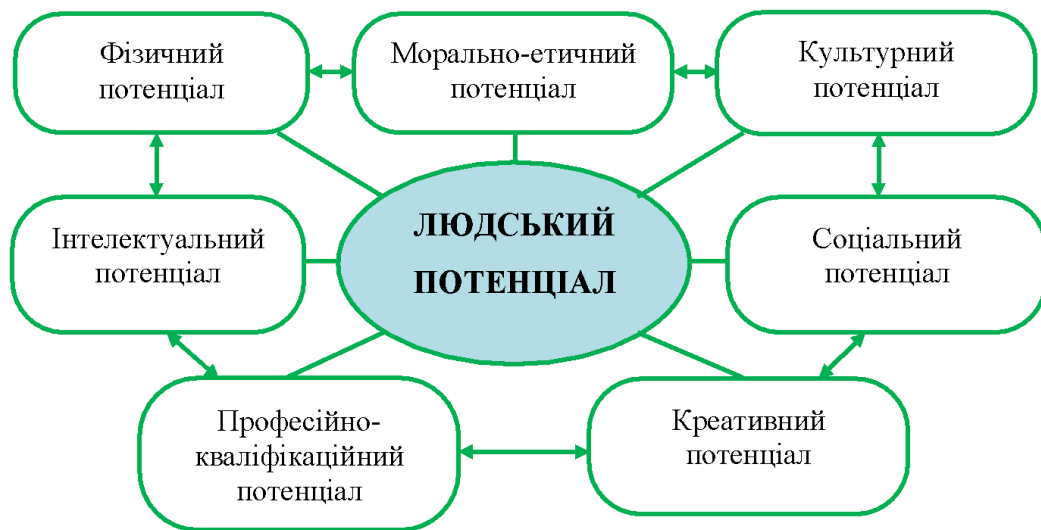 Фізичний
потенціал
Морально-етичний
потенціал
Культурний
потенціал
Інтелектуальний
потенціал
ЛЮДСЬКИЙ
ПОТЕНЦІАЛ
Соціальний
потенціал
Професійно-
кваліфікаційний
потенціал
Креативний
потенціал